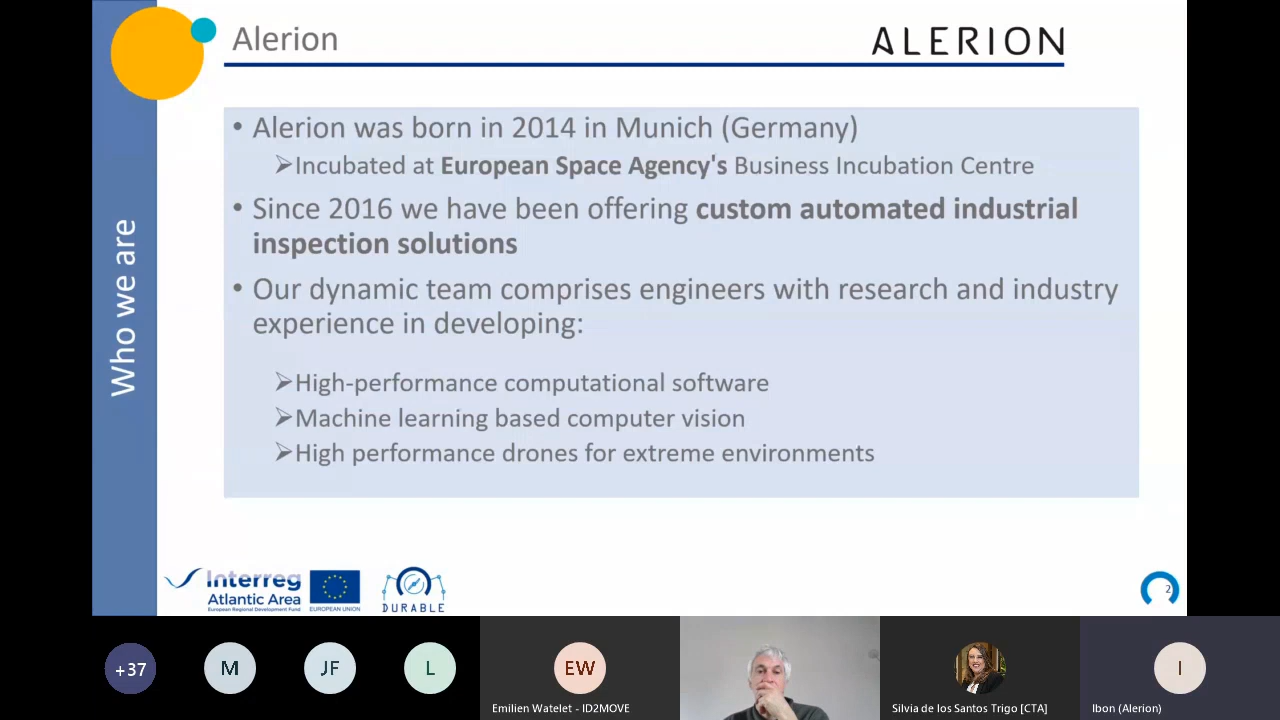 Alerion
ALERION
Who we are
• Alerion was born in 2014 in Munich (Germany)
➢Incubated at European Space Agency's Business Incubation Centre
• Since 2016 we have been offering custom automated industrial
inspection solutions
• Our dynamic team comprises engineers with research and industry
experience in developing:
➢High-performance computational software
➢Machine learning based computer vision
➢High performance drones for extreme environments
Interreg
Atlantic Area
European Regional Development Fund
EUROPEAN UNION
DURABLE
2
+37
M
JF
L
EW
Emilien Watelet - ID2MOVE
Silvia de los Santos Trigo [CTA]
I
Ibon (Alerion)